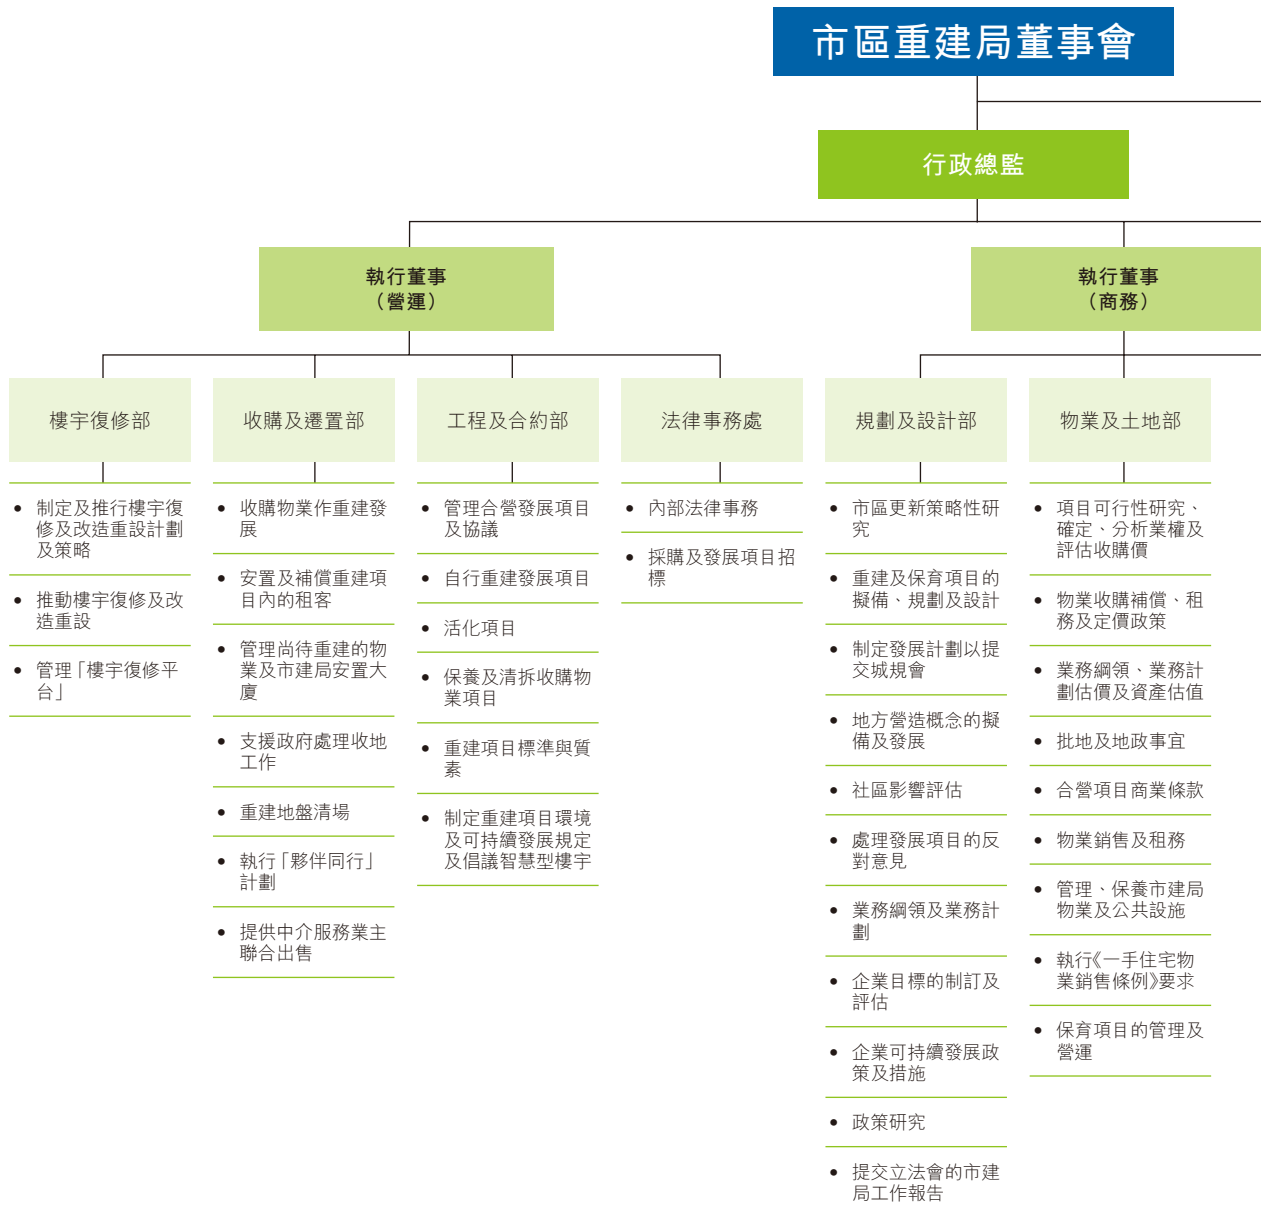 市區重建局董事會
行政總監
執行董事
（營運）
執行董事
（商務）
樓宇復修部
• 制定及推行樓宇復
修及改造重設計劃
及策略
• 推動樓宇復修及改
造重設
• 管理「樓宇復修平
台」
收購及遷置部
• 收購物業作重建發
展
• 安置及補償重建項
目內的租客
• 管理尚待重建的物
業及市建局安置大
廈
• 支援政府處理收地
工作
• 重建地盤清場
• 執行「夥伴同行」
計劃
• 提供中介服務業主
聯合出售
工程及合約部
• 管理合營發展項目
及協議
• 自行重建發展項目
• 活化項目
• 保養及清拆收購物
業項目
• 重建項目標準與質
素
• 制定重建項目環境
及可持續發展規定
及倡議智慧型樓宇
法律事務處
• 內部法律事務
• 採購及發展項目招
標
規劃及設計部
• 市區更新策略性研
究
• 重建及保育項目的
擬備、規劃及設計
• 制定發展計劃以提
交城規會
• 地方營造概念的擬
備及發展
• 社區影響評估
• 處理發展項目的反
對意見
• 業務綱領及業務計
劃
• 企業目標的制訂及
評估
• 企業可持續發展政
策及措施
• 政策研究
• 提交立法會的市建
局工作報告
物業及土地部
• 項目可行性研究、
確定、分析業權及
評估收購價
• 物業收購補償、租
務及定價政策
• 業務綱領、業務計
劃估價及資產估值
• 批地及地政事宜
• 合營項目商業條款
• 物業銷售及租務
• 管理、保養市建局
物業及公共設施
• 執行《一手住宅物
業銷售條例》要求
• 保育項目的管理及
營運